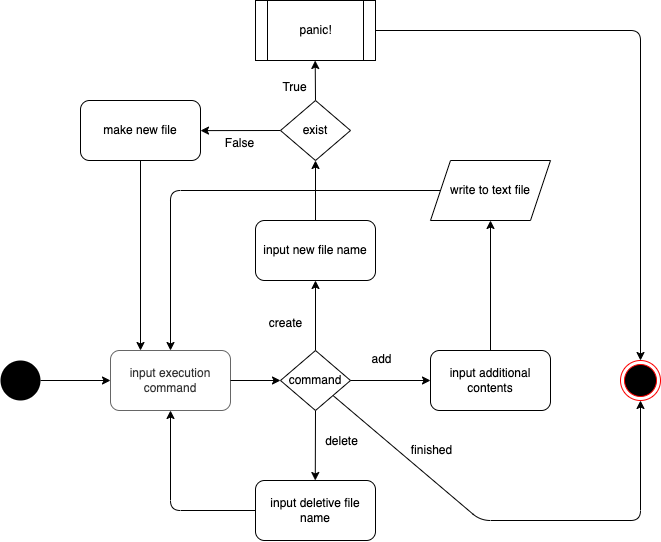 panic!
True
make new file
exist
False
write to text file
input new file name
create
add
input execution
command
command
input additional
contents
delete
finished
input deletive file
name